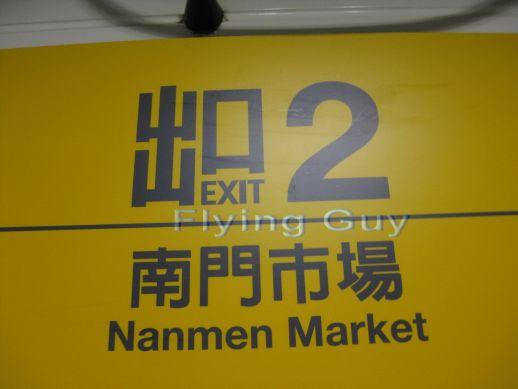 出口 EXIT 2
Flying Guy
南門市場
Nanmen Market